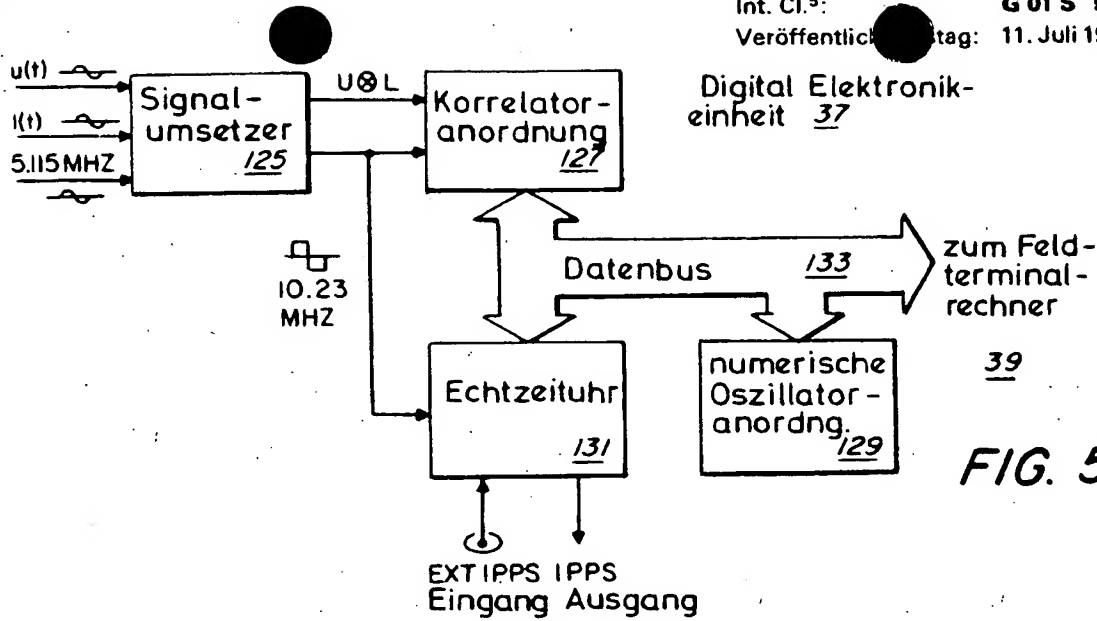 Int. Cl.⁵: G 01 S
tag: 11. Juli 19
Digital Elektronik-
einheit 37
u(t)
l(t)
5.115 MHZ
Signal-
umsetzer
125
U⊗L
Korrelator-
anordnung
127
10.23
MHZ
Datenbus 133
zum Feld-
terminal-
rechner
39
Echtzeituhr
131
numerische
Oszillator-
anordng.
129
FIG. 5
EXT 1PPS 1PPS
Eingang Ausgang